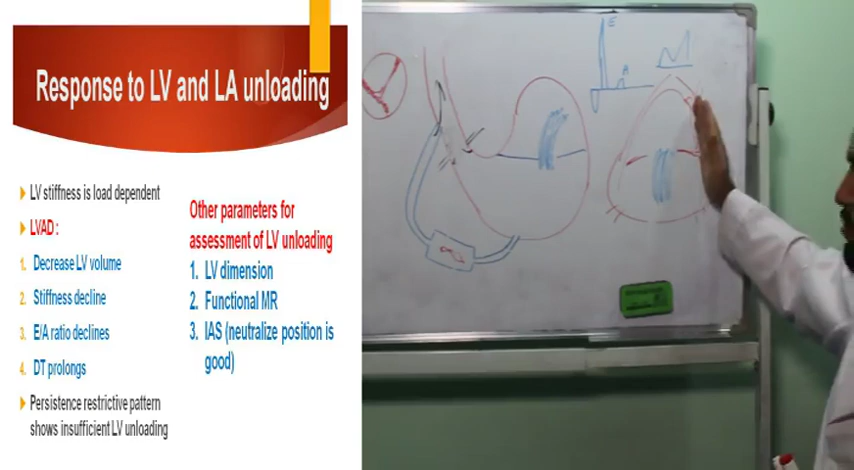 Response to LV and LA unloading
LV stiffness is load dependent
LVAD :
1. Decrease LV volume
2. Stiffness decline
3. E/A ratio declines
4. DT prolongs
Persistence restrictive pattern
shows insufficient LV unloading
Other parameters for
assessment of LV unloading
1. LV dimension
2. Functional MR
3. IAS (neutralize position is
good)
E
A